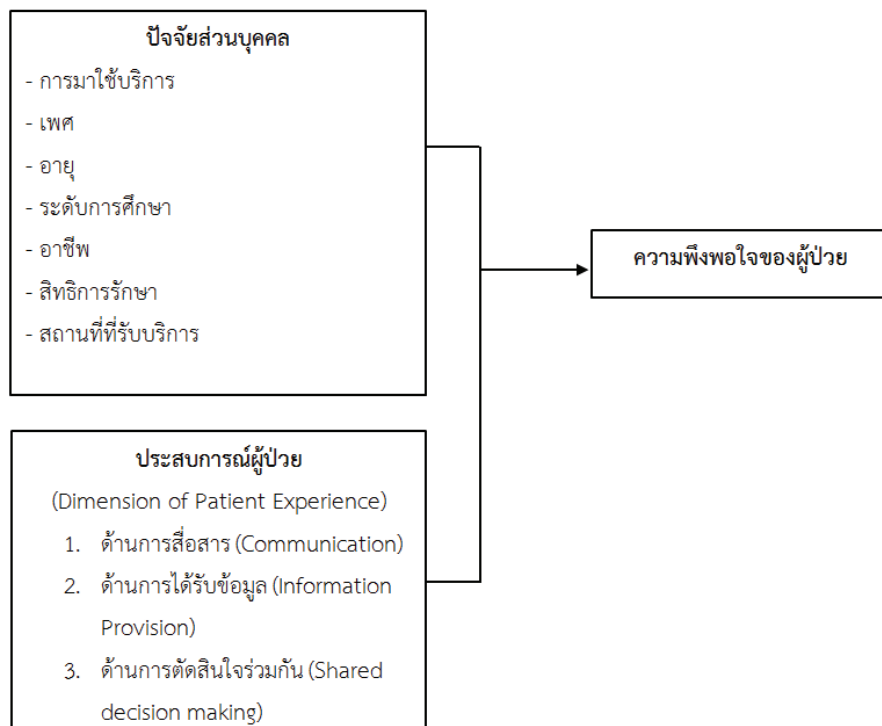 ปัจจัยส่วนบุคคล
- การมาใช้บริการ
- เพศ
- อายุ
- ระดับการศึกษา
- อาชีพ
- สิทธิการรักษา
- สถานที่ที่รับบริการ
ความพึงพอใจของผู้ป่วย
ประสบการณ์ผู้ป่วย
(Dimension of Patient Experience)
1. ด้านการสื่อสาร (Communication)
2. ด้านการได้รับข้อมูล (Information
Provision)
3. ด้านการตัดสินใจร่วมกัน (Shared
decision making)